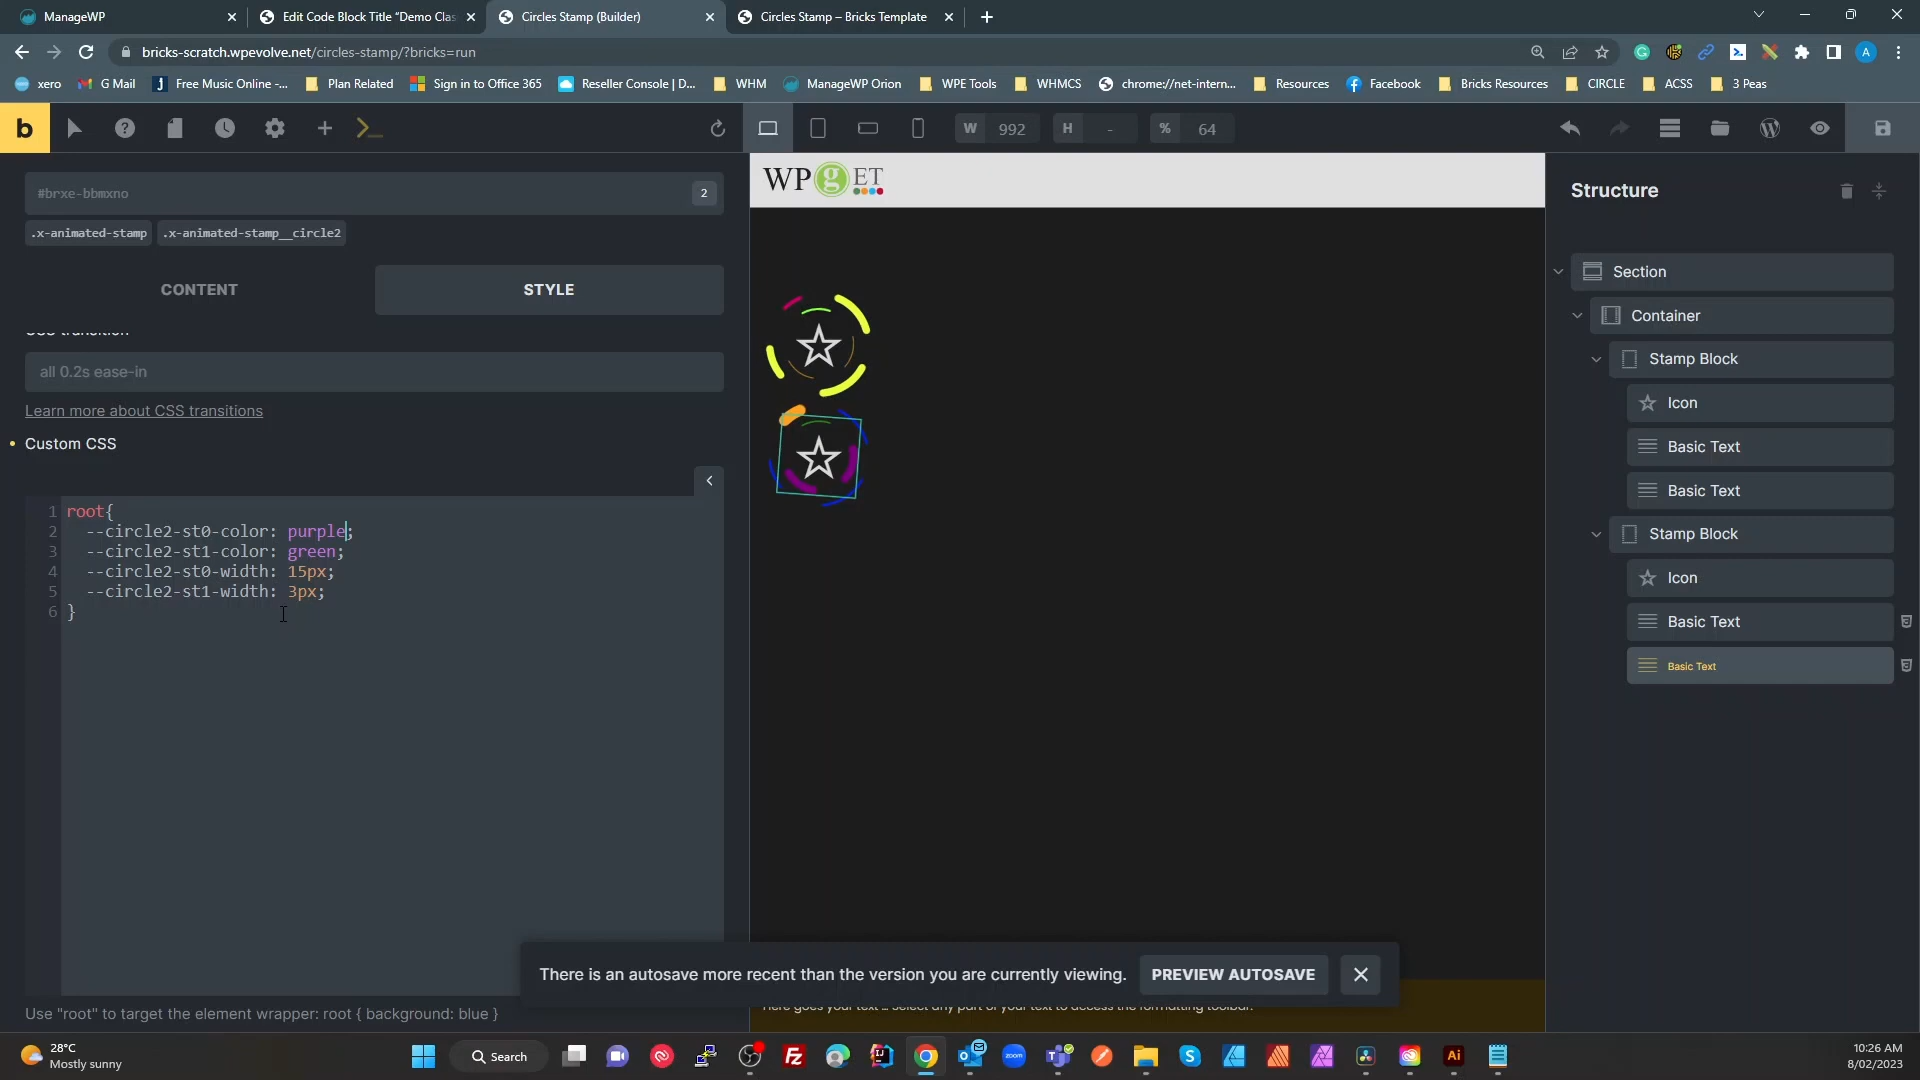 ManageWP
Edit Code Block Title "Demo Clas
Circles Stamp (Builder)
Circles Stamp – Bricks Template
bricks-scratch.wpevolve.net/circles-stamp/?bricks=run
xero
G Mail
Free Music Online -...
Plan Related
Sign in to Office 365
Reseller Console | D...
WHM
ManageWP Orion
WPE Tools
WHMCS
chrome://net-intern...
Resources
Facebook
Bricks Resources
CIRCLE
ACSS
3 Peas
b
W 992
H -
% 64
#brxe-bbmxno
2
.x-animated-stamp
.x-animated-stamp__circle2
CONTENT
STYLE
all 0.2s ease-in
Learn more about CSS transitions
Custom CSS
1 root{
2 --circle2-st0-color: purple;
3 --circle2-st1-color: green;
4 --circle2-st0-width: 15px;
5 --circle2-st1-width: 3px;
6 }
Use "root" to target the element wrapper: root { background: blue }
WP g ET
Structure
Section
Container
Stamp Block
Icon
Basic Text
Basic Text
Stamp Block
Icon
Basic Text
Basic Text
There is an autosave more recent than the version you are currently viewing.
PREVIEW AUTOSAVE
28°C
Mostly sunny
Search
10:26 AM
8/02/2023